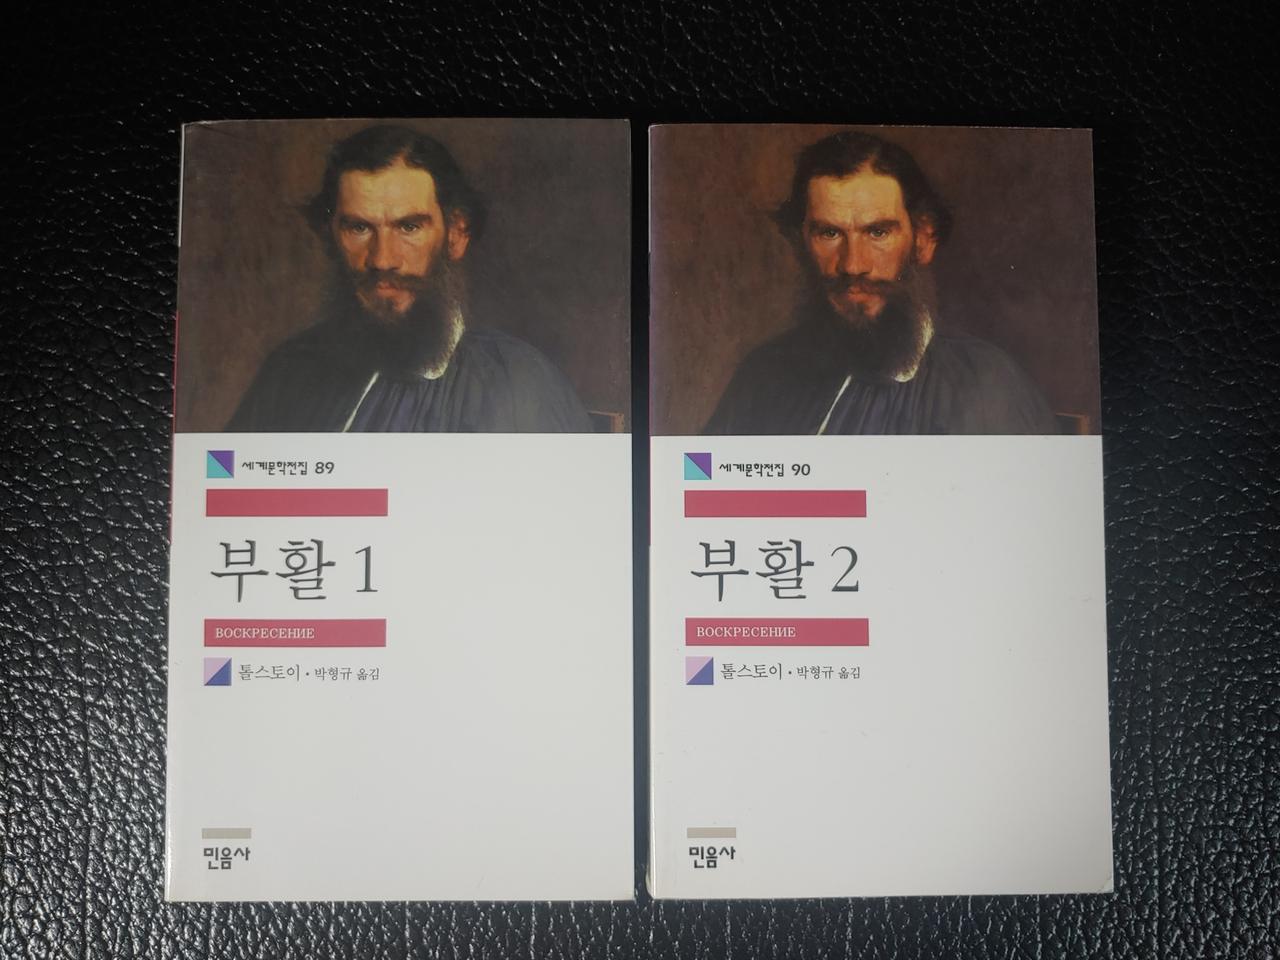 세계문학전집 89
부활 1
ВОСКРЕСЕНИЕ
톨스토이 · 박형규 옮김
민음사
세계문학전집 90
부활 2
ВОСКРЕСЕНИЕ
톨스토이 · 박형규 옮김
민음사